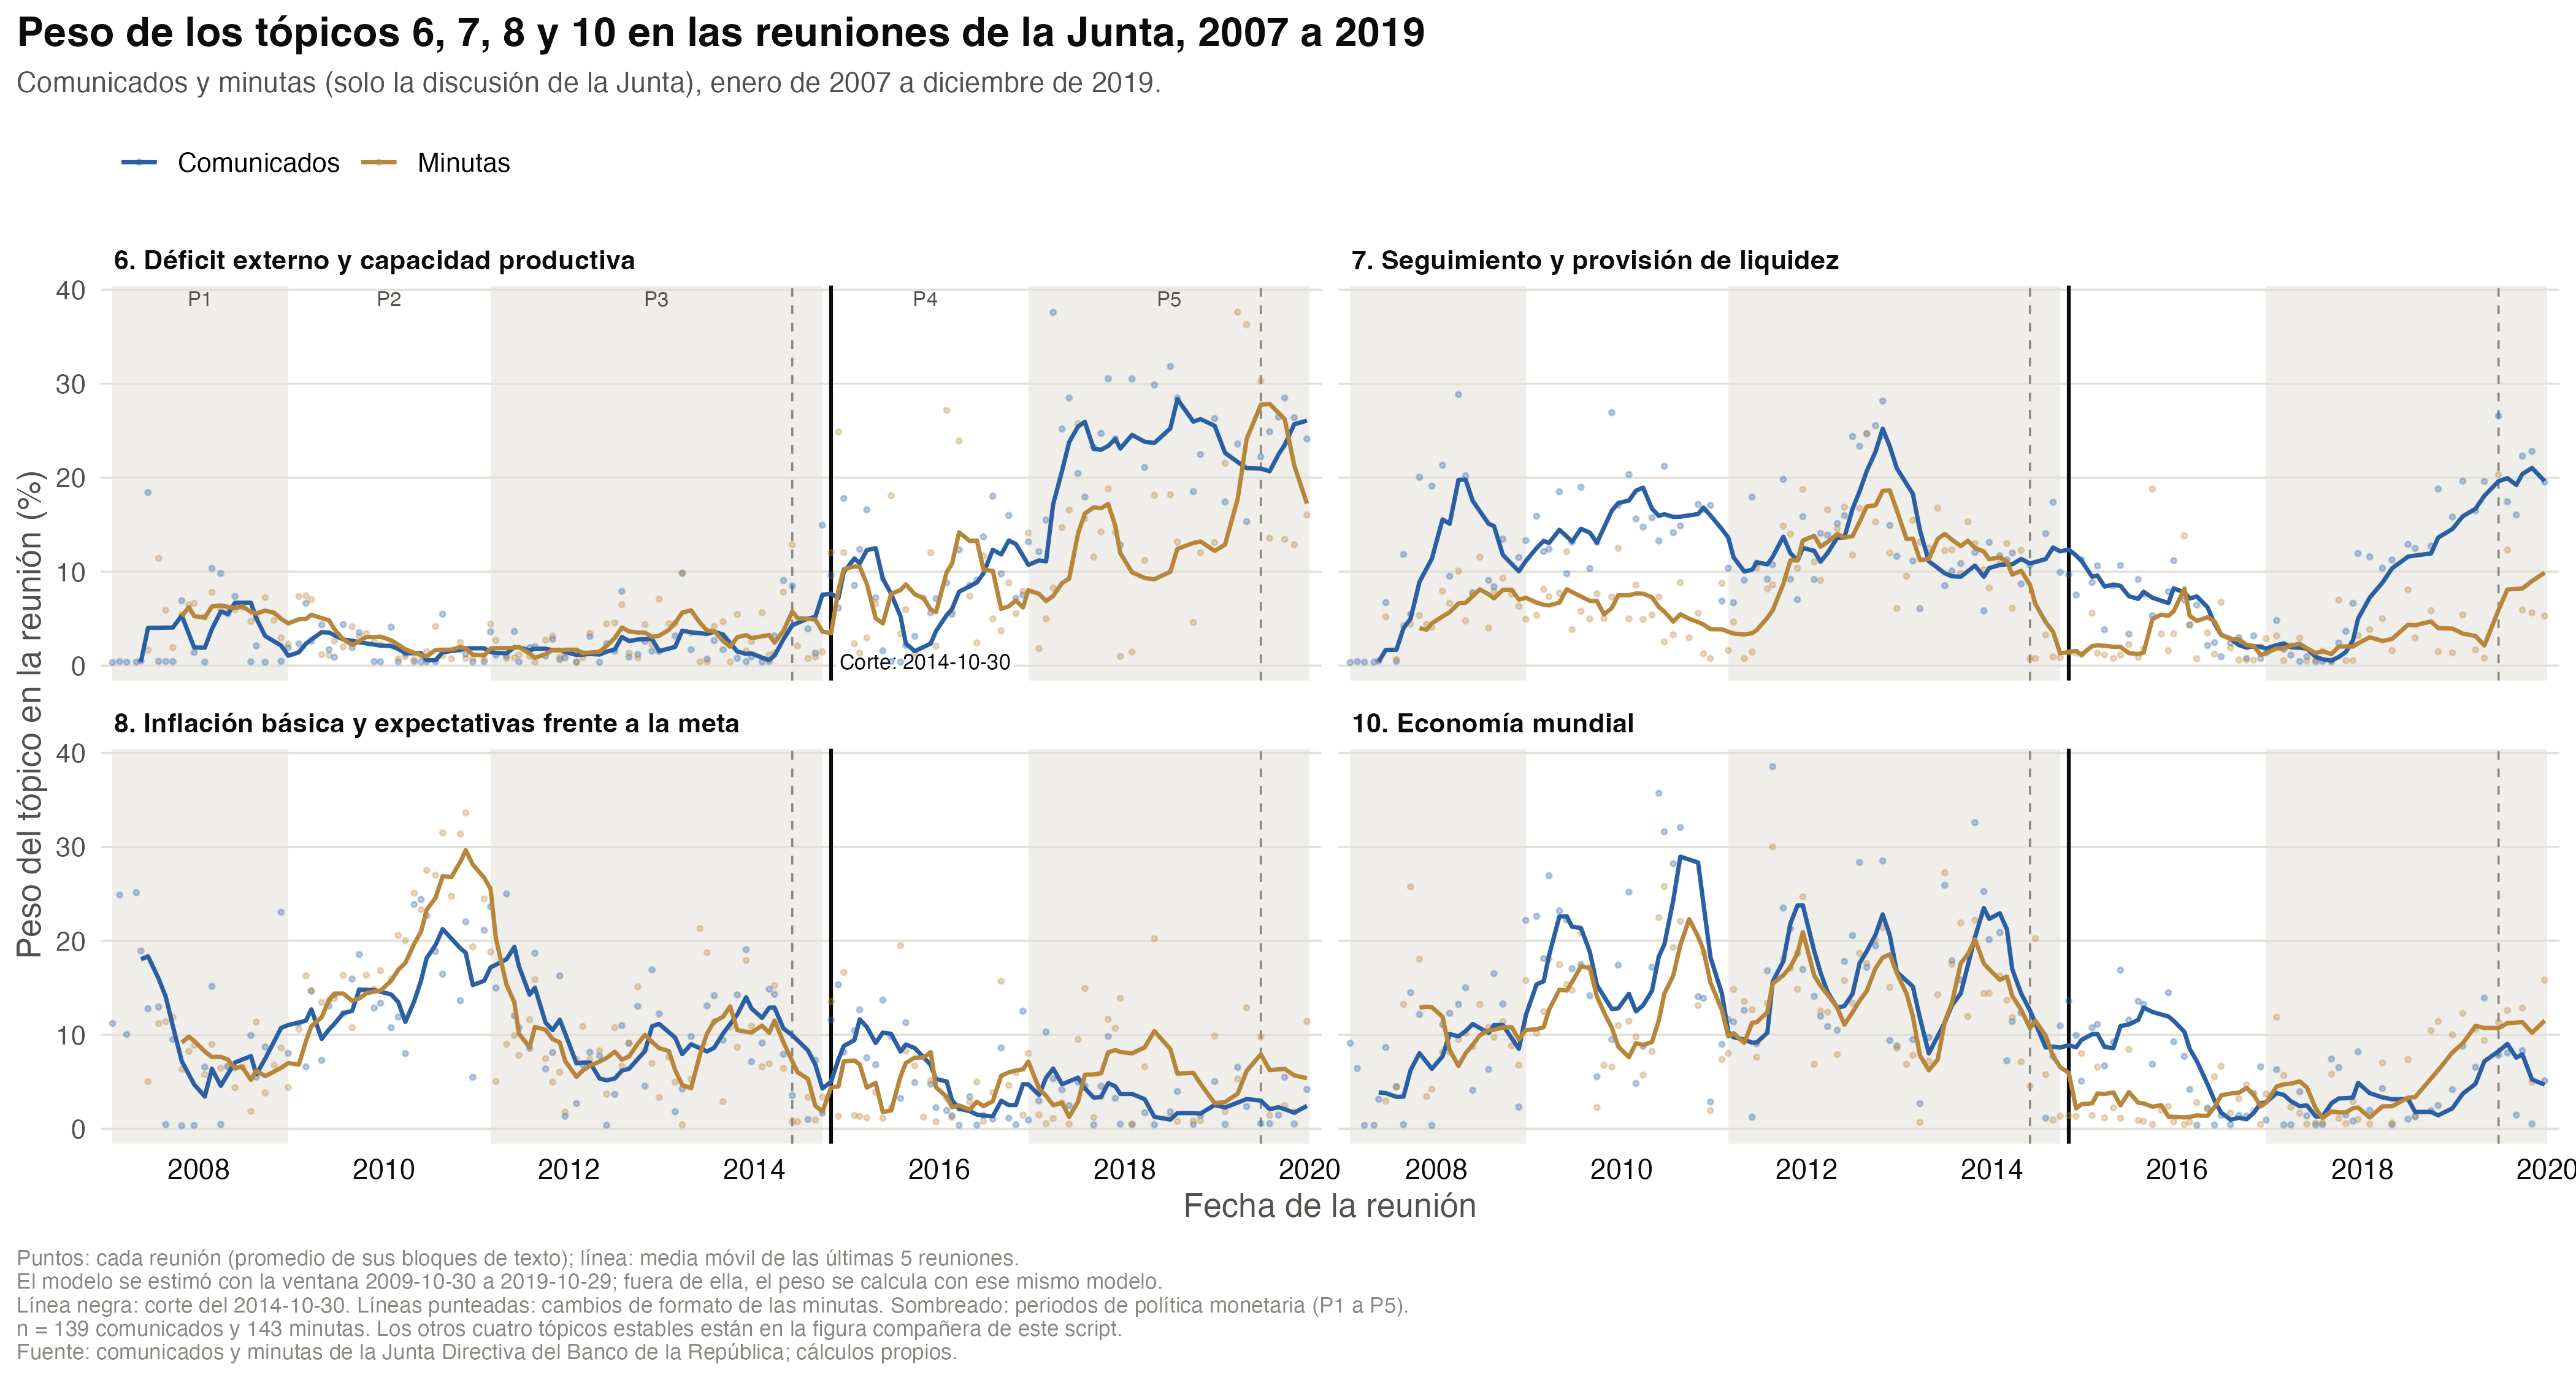 Peso de los tópicos 6, 7, 8 y 10 en las reuniones de la Junta, 2007 a 2019
Comunicados y minutas (solo la discusión de la Junta), enero de 2007 a diciembre de 2019.
Comunicados Minutas
6. Déficit externo y capacidad productiva
7. Seguimiento y provisión de liquidez
P1 P2 P3 P4 P5
40
30
20
10
0
Corte: 2014-10-30
Peso del tópico en la reunión (%)
8. Inflación básica y expectativas frente a la meta
10. Economía mundial
40
30
20
10
0
2008 2010 2012 2014 2016 2018 2020
2008 2010 2012 2014 2016 2018 2020
Fecha de la reunión
Puntos: cada reunión (promedio de sus bloques de texto); línea: media móvil de las últimas 5 reuniones.
El modelo se estimó con la ventana 2009-10-30 a 2019-10-29; fuera de ella, el peso se calcula con ese mismo modelo.
Línea negra: corte del 2014-10-30. Líneas punteadas: cambios de formato de las minutas. Sombreado: periodos de política monetaria (P1 a P5).
n = 139 comunicados y 143 minutas. Los otros cuatro tópicos estables están en la figura compañera de este script.
Fuente: comunicados y minutas de la Junta Directiva del Banco de la República; cálculos propios.